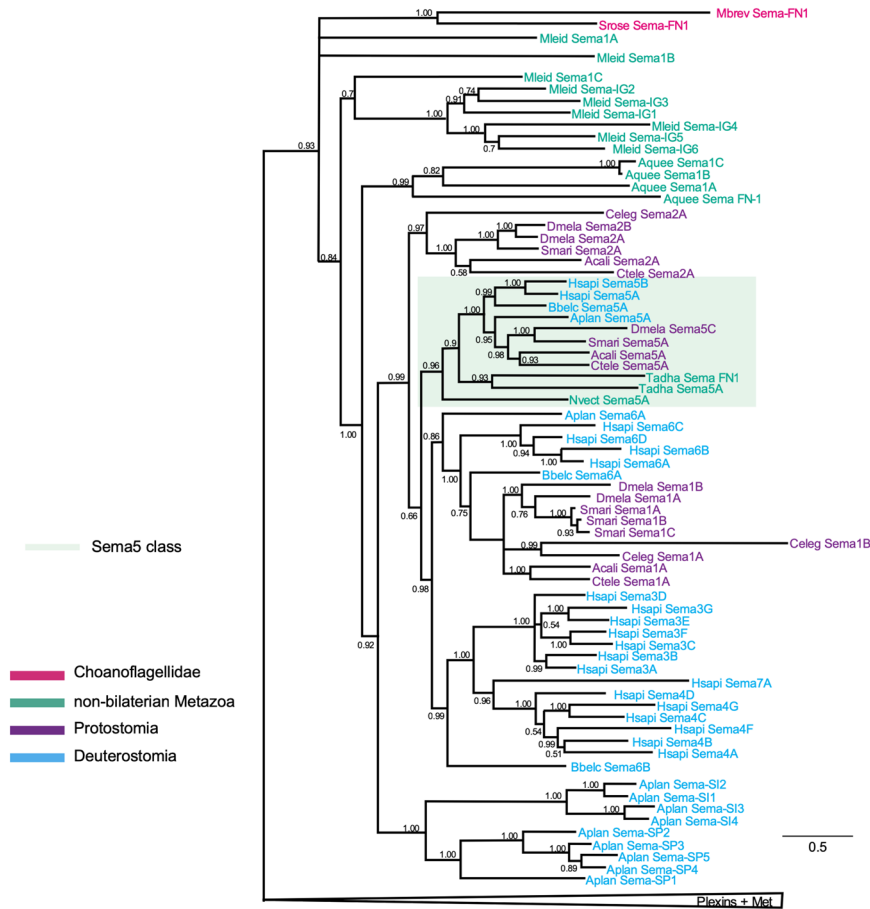 Mbrev Sema-FN1
1.00
Srose Sema-FN1
Mleid Sema1A
Mleid Sema1B
Mleid Sema1C
0.7
Mleid Sema-IG2
0.74
Mleid Sema-IG3
0.91
Mleid Sema-IG1
1.00
Mleid Sema-IG4
1.00
Mleid Sema-IG5
0.7
Mleid Sema-IG6
0.93
Aquee Sema1C
1.00
Aquee Sema1B
0.82
Aquee Sema1A
0.99
Aquee Sema FN-1
Celeg Sema2A
0.97
Dmela Sema2B
1.00
Dmela Sema2A
1.00
Smari Sema2A
0.84
Acali Sema2A
0.58
Ctele Sema2A
Hsapi Sema5B
1.00
0.99
Hsapi Sema5A
Bbelc Sema5A
1.00
Aplan Sema5A
Dmela Sema5C
1.00
0.95
Smari Sema5A
0.9
Acali Sema5A
0.98
0.93
Ctele Sema5A
0.96
Tadha Sema FN1
0.93
Tadha Sema5A
0.99
Nvect Sema5A
Aplan Sema6A
Hsapi Sema6C
1.00
0.86
Hsapi Sema6D
0.94
Hsapi Sema6B
1.00
Hsapi Sema6A
1.00
Bbelc Sema6A
Dmela Sema1B
1.00
Dmela Sema1A
0.76
Smari Sema1A
1.00
Smari Sema1B
0.75
0.93
Smari Sema1C
0.66
Celeg Sema1B
0.99
Celeg Sema1A
Acali Sema1A
1.00
Ctele Sema1A
0.98
Hsapi Sema3D
Hsapi Sema3G
1.00
Hsapi Sema3E
1.00
0.54
Hsapi Sema3F
1.00
Hsapi Sema3C
1.00
Hsapi Sema3B
0.99
Hsapi Sema3A
0.92
Hsapi Sema7A
0.96
Hsapi Sema4D
1.00
Hsapi Sema4G
1.00
Hsapi Sema4C
0.99
Hsapi Sema4F
0.54
Hsapi Sema4B
0.99
Hsapi Sema4A
0.51
Bbelc Sema6B
1.00
Aplan Sema-SI2
1.00
Aplan Sema-SI1
1.00
Aplan Sema-SI3
1.00
Aplan Sema-SI4
1.00
Aplan Sema-SP2
1.00
Aplan Sema-SP3
1.00
Aplan Sema-SP5
0.89
Aplan Sema-SP4
1.00
Aplan Sema-SP1
Plexins + Met
0.5
Sema5 class
Choanoflagellidae
non-bilaterian Metazoa
Protostomia
Deuterostomia